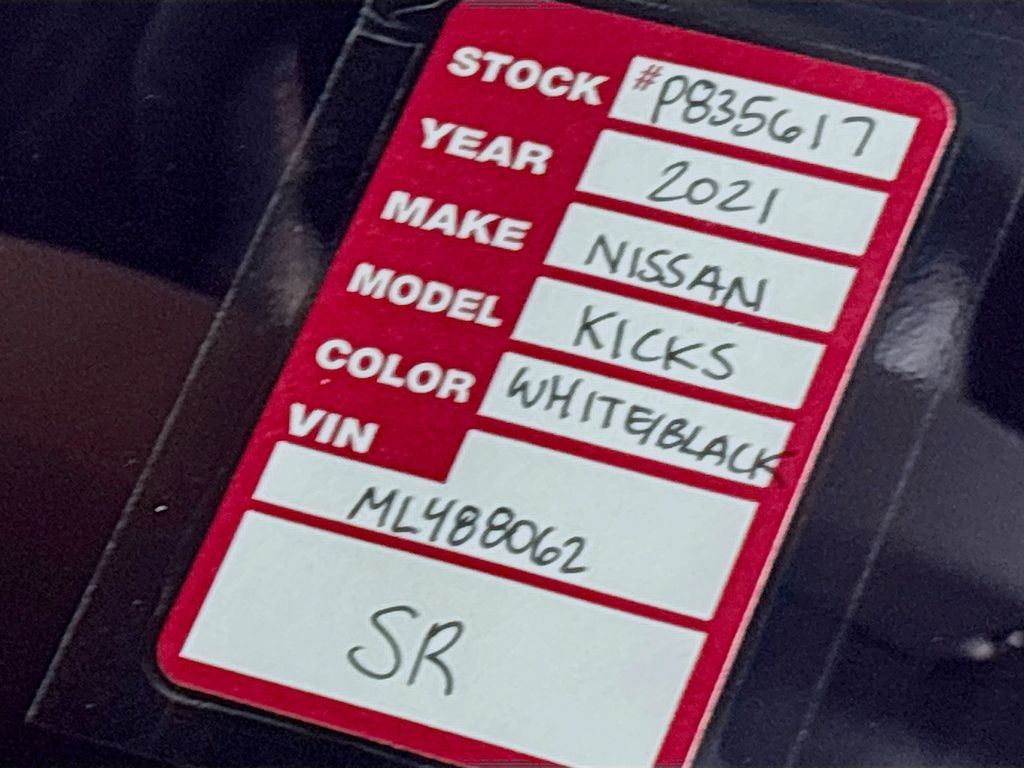 STOCK #P835617
YEAR 2021
MAKE NISSAN
MODEL KICKS
COLOR WHITE/BLACK
VIN
ML488062
SR